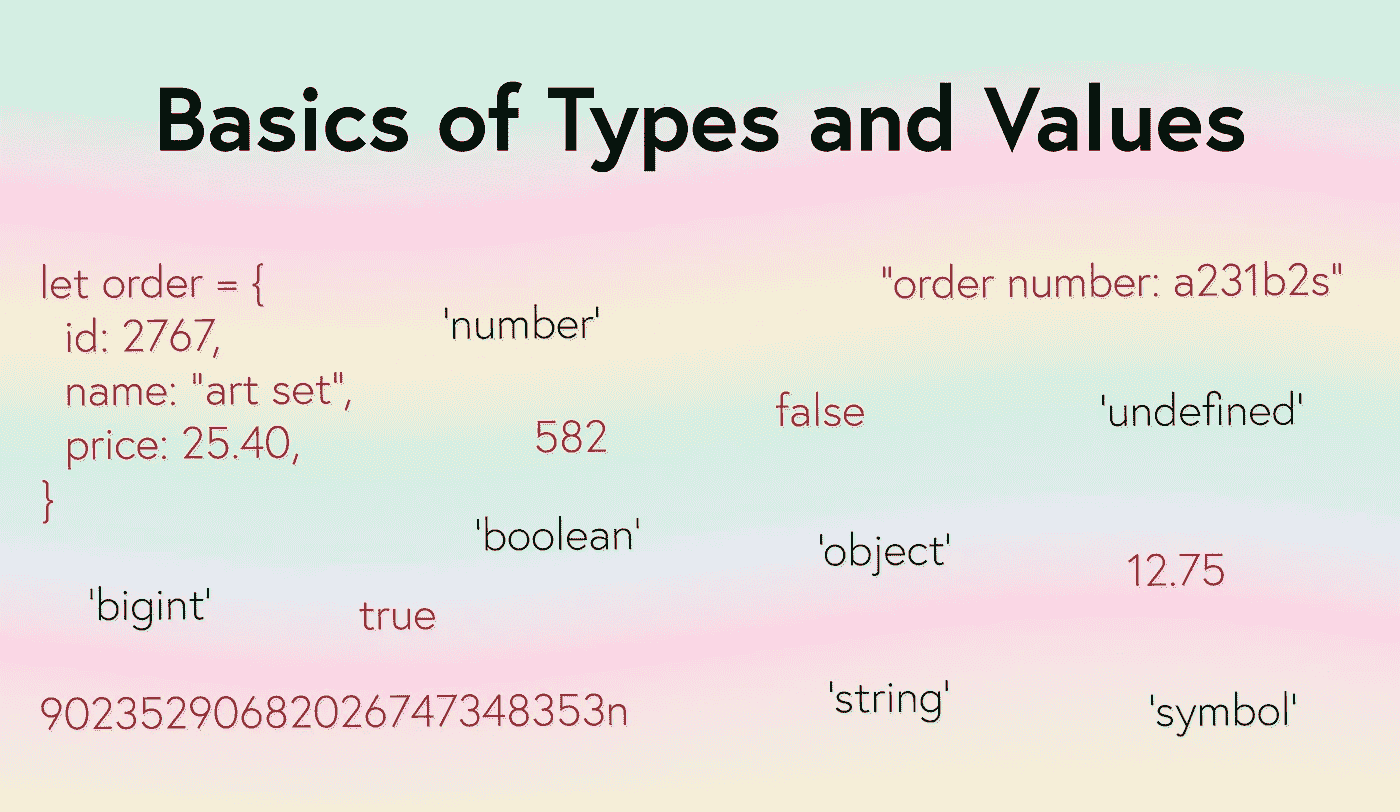 Basics of Types and Values
let order = {
id: 2767,
name: "art set",
price: 25.40,
}
'number'
"order number: a231b2s"
582
false
'undefined'
'boolean'
'object'
12.75
'bigint'
true
90235290682026747348353n
'string'
'symbol'